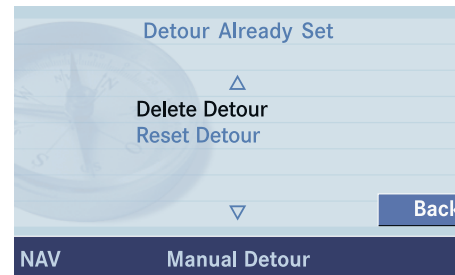 Detour Already Set
Delete Detour
Reset Detour
Back
NAV Manual Detour